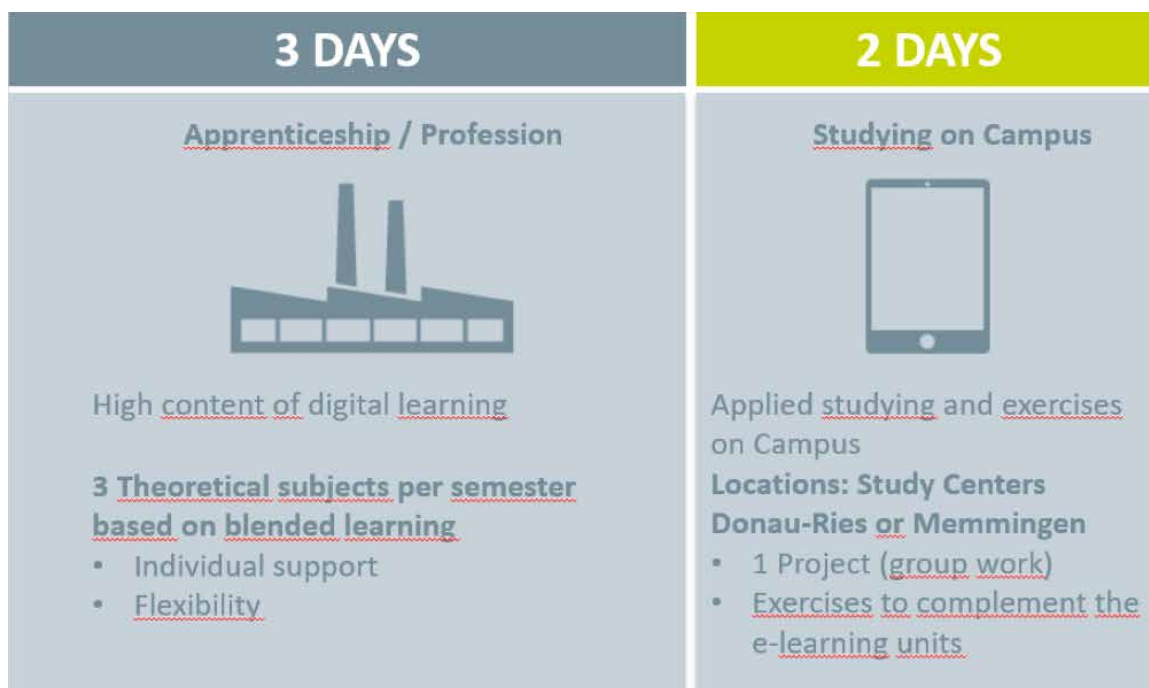 3 DAYS
Apprenticeship / Profession
High content of digital learning
3 Theoretical subjects per semester
based on blended learning
• Individual support
• Flexibility
2 DAYS
Studying on Campus
Applied studying and exercises
on Campus
Locations: Study Centers
Donau-Ries or Memmingen
• 1 Project (group work)
• Exercises to complement the
e-learning units